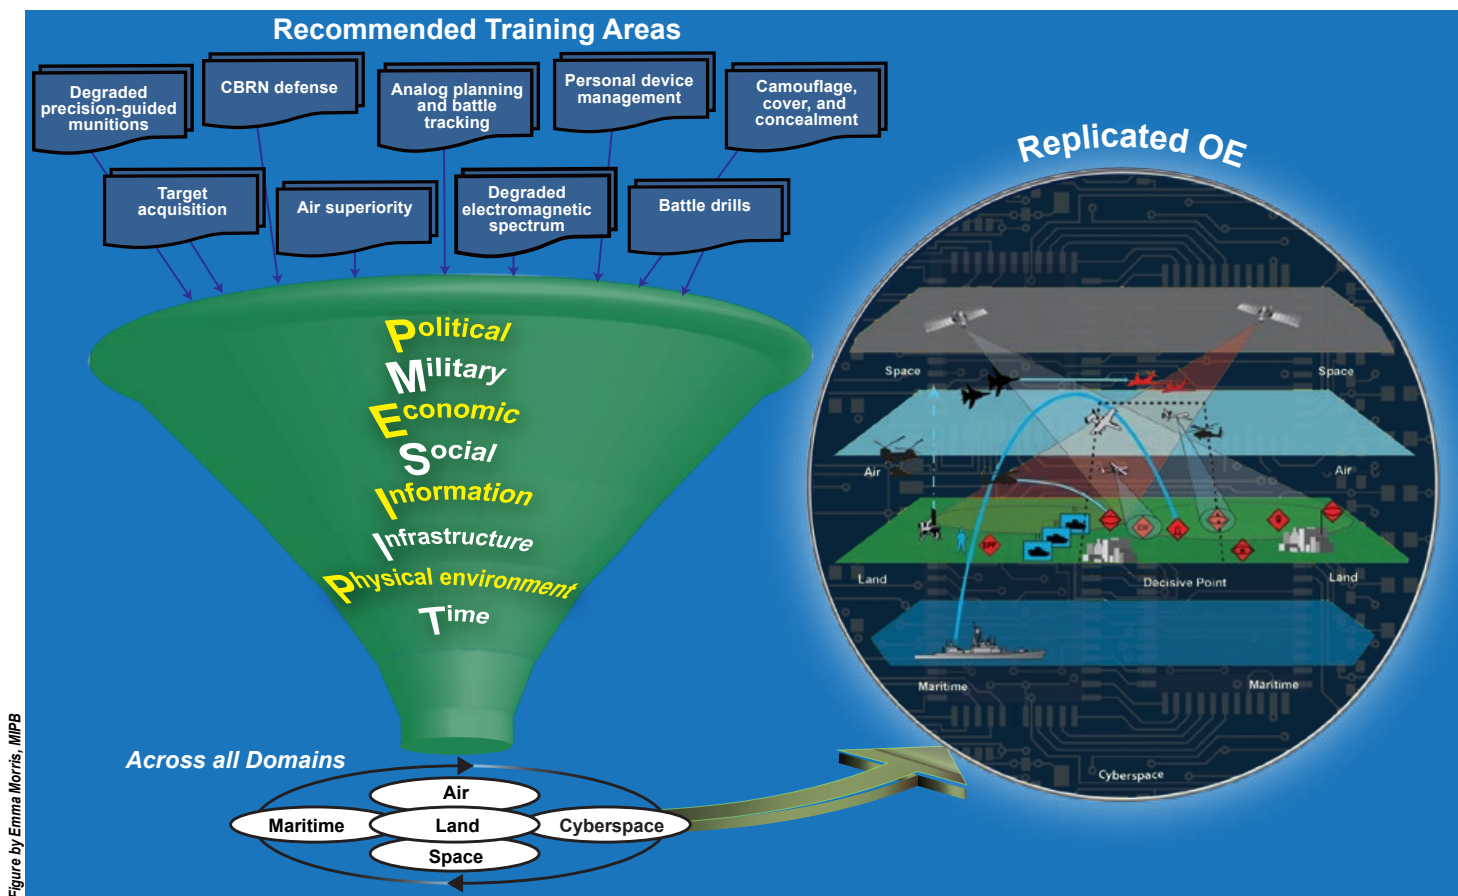 Recommended Training Areas
Degraded
precision-guided
munitions
CBRN defense
Analog planning
and battle
tracking
Personal device
management
Camouflage,
cover, and
concealment
Target
acquisition
Air superiority
Degraded
electromagnetic
spectrum
Battle drills
Political
Military
Economic
Social
Information
Infrastructure
Physical environment
Time
Across all Domains
Air
Maritime
Land
Cyberspace
Space
Replicated OE
Space
Space
Air
Air
SPF
EW
Land
Decisive Point
Land
Maritime
Maritime
Cyberspace
Figure by Emma Morris, MIPB